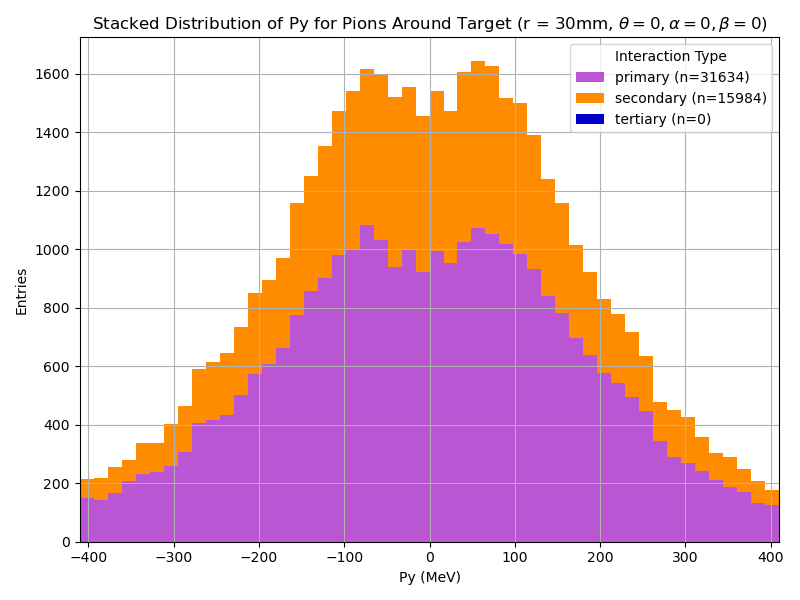 Stacked Distribution of Py for Pions Around Target (r = 30mm, θ = 0, α = 0, β = 0)
Interaction Type
primary (n=31634)
secondary (n=15984)
tertiary (n=0)
1600
1400
1200
1000
800
600
400
200
0
Entries
−400 −300 −200 −100 0 100 200 300 400
Py (MeV)